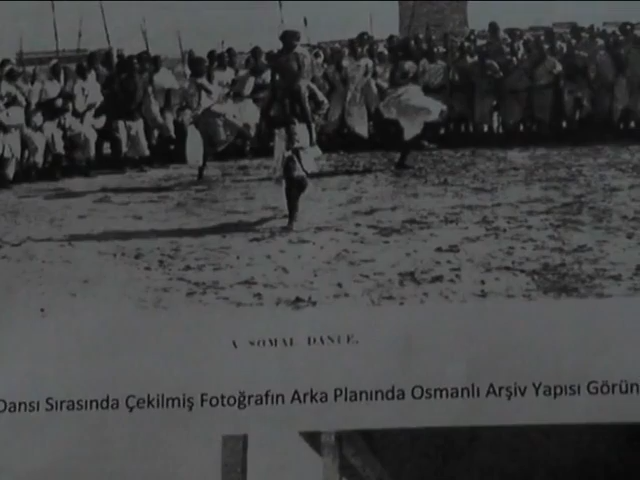 A SOMAL DANCE.
Dansı Sırasında Çekilmiş Fotoğrafın Arka Planında Osmanlı Arşiv Yapısı Görün